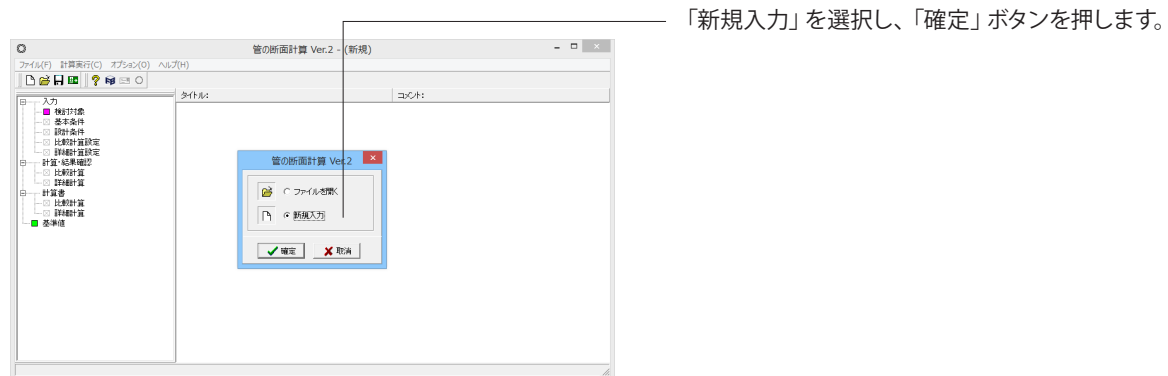 「新規入力」を選択し、「確定」ボタンを押します。
管の断面計算 Ver.2 - (新規)
ファイル(F) 計算実行(C) オプション(O) ヘルプ(H)
タイトル: コメント:
入力
検討対象
基本条件
設計条件
比較計算設定
詳細計算設定
計算・結果確認
比較計算
詳細計算
計算書
比較計算
詳細計算
基準値
管の断面計算 Ver.2
ファイルを開く
新規入力
確定 取消